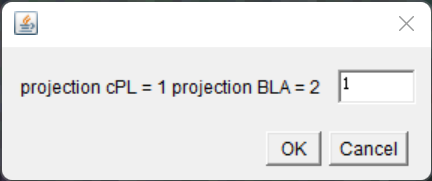 projection cPL = 1 projection BLA = 2 1
OK Cancel